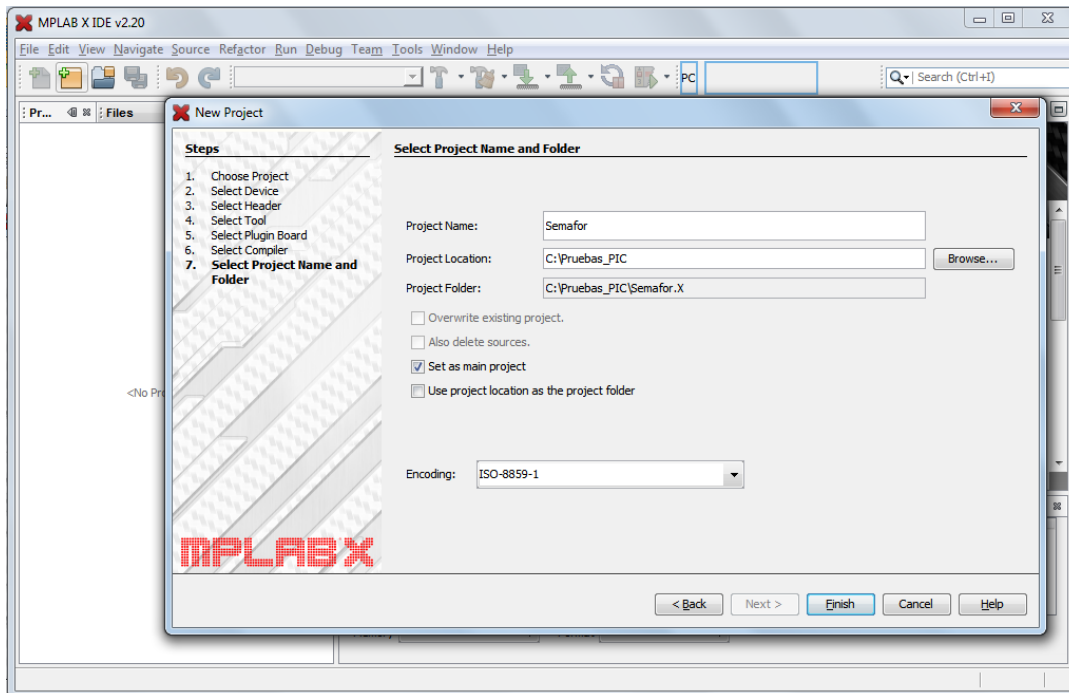 MPLAB X IDE v2.20
File Edit View Navigate Source Refactor Run Debug Team Tools Window Help
PC
Search (Ctrl+I)
Pr... Files
New Project
Steps
1. Choose Project
2. Select Device
3. Select Header
4. Select Tool
5. Select Plugin Board
6. Select Compiler
7. Select Project Name and
Folder
Select Project Name and Folder
Project Name: Semafor
Project Location: C:\Pruebas_PIC Browse...
Project Folder: C:\Pruebas_PIC\Semafor.X
Overwrite existing project.
Also delete sources.
Set as main project
<No Pro
Use project location as the project folder
Encoding: ISO-8859-1
MPLAB X
< Back Next > Finish Cancel Help